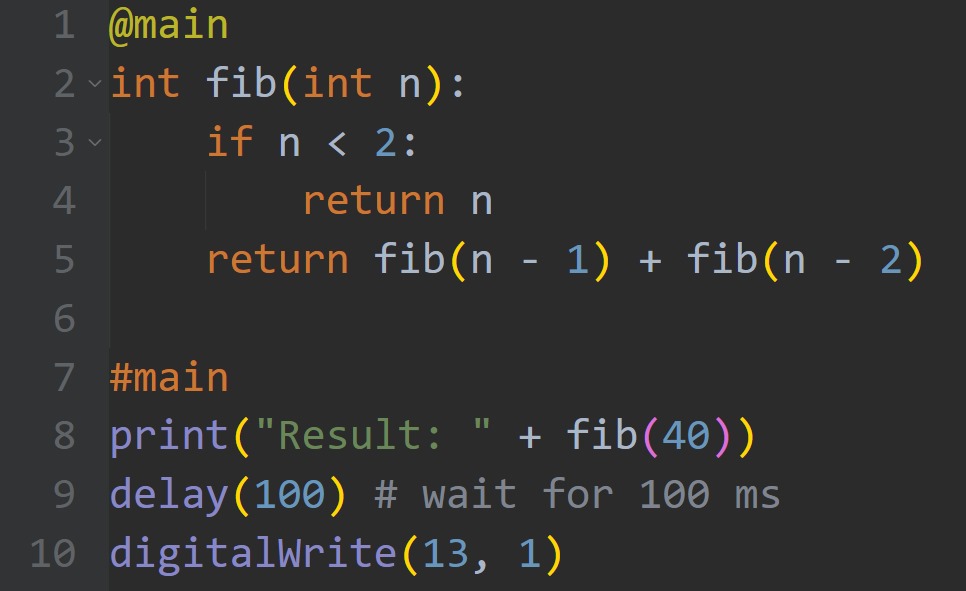 1 @main
2 int fib(int n):
3     if n < 2:
4         return n
5     return fib(n - 1) + fib(n - 2)
6
7 #main
8 print("Result: " + fib(40))
9 delay(100) # wait for 100 ms
10 digitalWrite(13, 1)